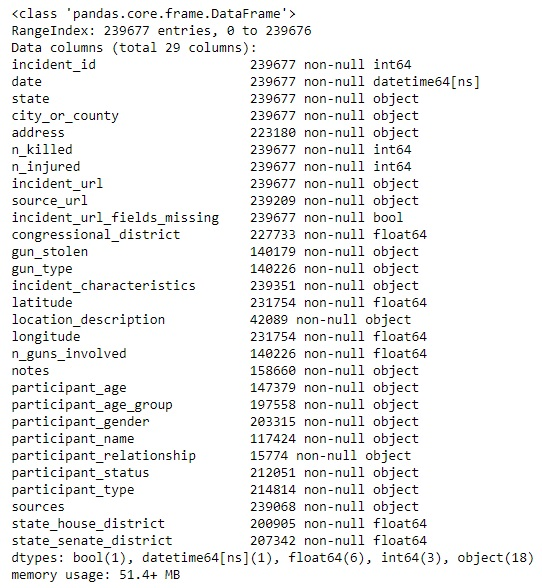 <class 'pandas.core.frame.DataFrame'>
RangeIndex: 239677 entries, 0 to 239676
Data columns (total 29 columns):
incident_id                    239677 non-null int64
date                           239677 non-null datetime64[ns]
state                          239677 non-null object
city_or_county                 239677 non-null object
address                        223180 non-null object
n_killed                       239677 non-null int64
n_injured                      239677 non-null int64
incident_url                   239677 non-null object
source_url                     239209 non-null object
incident_url_fields_missing    239677 non-null bool
congressional_district         227733 non-null float64
gun_stolen                     140179 non-null object
gun_type                       140226 non-null object
incident_characteristics       239351 non-null object
latitude                       231754 non-null float64
location_description           42089 non-null object
longitude                      231754 non-null float64
n_guns_involved                140226 non-null float64
notes                          158660 non-null object
participant_age                147379 non-null object
participant_age_group          197558 non-null object
participant_gender             203315 non-null object
participant_name               117424 non-null object
participant_relationship       15774 non-null object
participant_status             212051 non-null object
participant_type               214814 non-null object
sources                        239068 non-null object
state_house_district           200905 non-null float64
state_senate_district          207342 non-null float64
dtypes: bool(1), datetime64[ns](1), float64(6), int64(3), object(18)
memory usage: 51.4+ MB